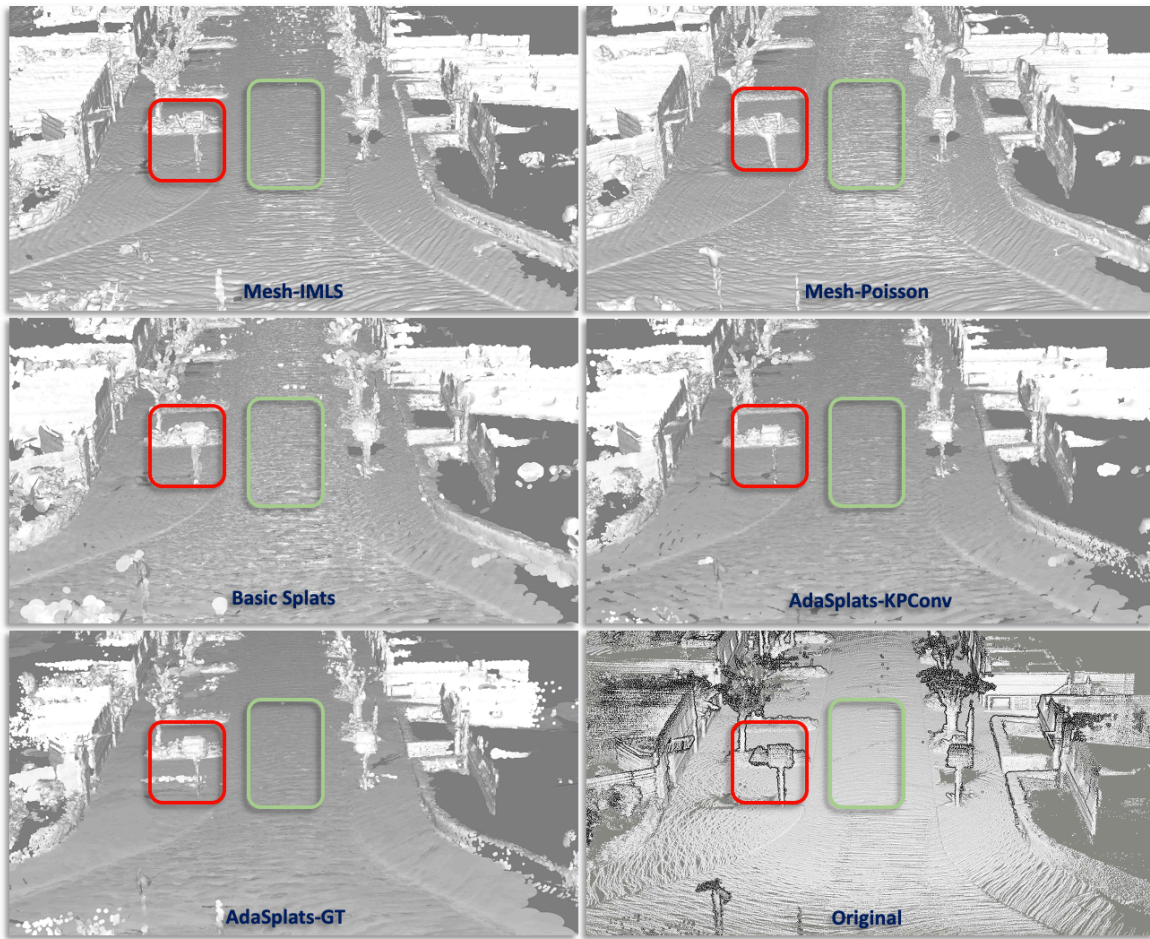 Mesh-IMLS
Mesh-Poisson
Basic Splats
AdaSplats-KPConv
AdaSplats-GT
Original